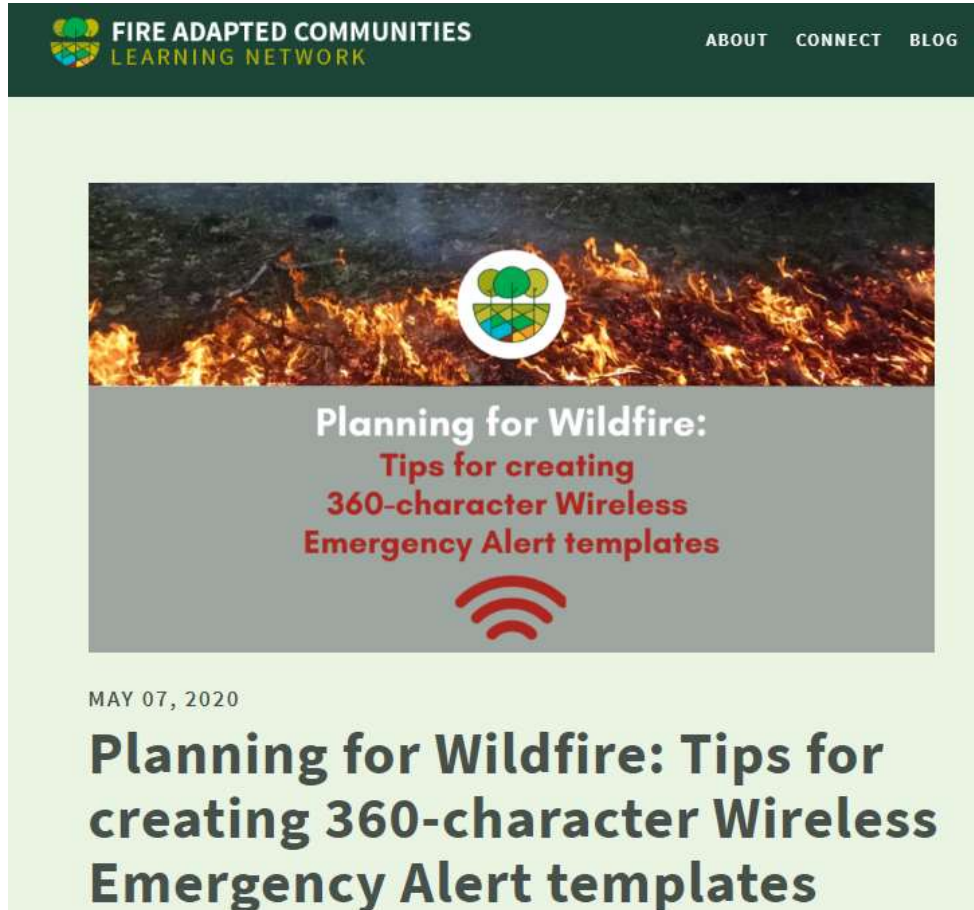 FIRE ADAPTED COMMUNITIES
LEARNING NETWORK
ABOUT CONNECT BLOG
Planning for Wildfire:
Tips for creating
360-character Wireless
Emergency Alert templates
MAY 07, 2020
Planning for Wildfire: Tips for
creating 360-character Wireless
Emergency Alert templates